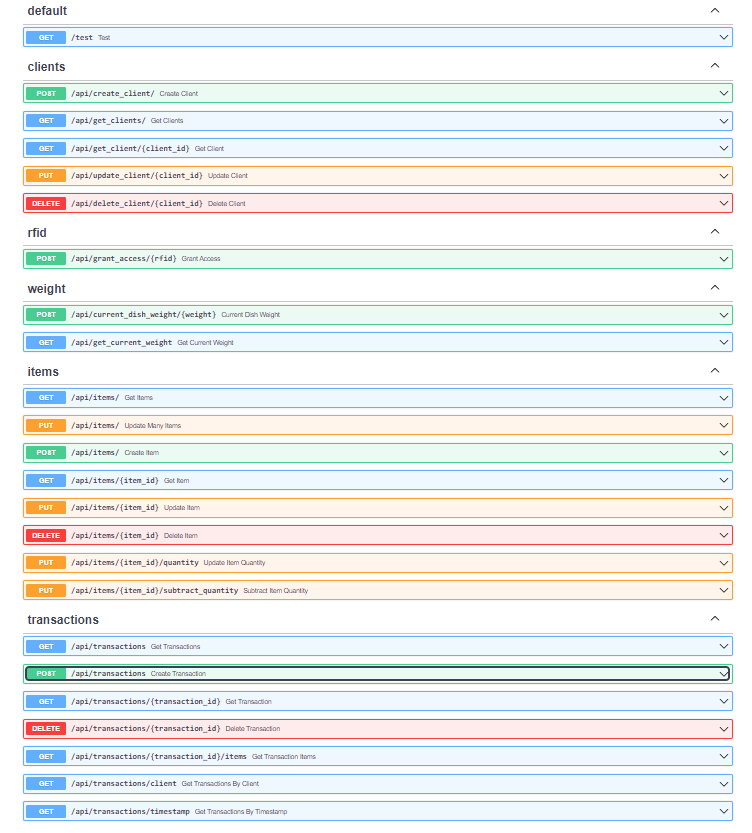 default
GET /test Test
clients
POST /api/create_client/ Create Client
GET /api/get_clients/ Get Clients
GET /api/get_client/{client_id} Get Client
PUT /api/update_client/{client_id} Update Client
DELETE /api/delete_client/{client_id} Delete Client
rfid
POST /api/grant_access/{rfid} Grant Access
weight
POST /api/current_dish_weight/{weight} Current Dish Weight
GET /api/get_current_weight Get Current Weight
items
GET /api/items/ Get Items
PUT /api/items/ Update Many Items
POST /api/items/ Create Item
GET /api/items/{item_id} Get Item
PUT /api/items/{item_id} Update Item
DELETE /api/items/{item_id} Delete Item
PUT /api/items/{item_id}/quantity Update Item Quantity
PUT /api/items/{item_id}/subtract_quantity Subtract Item Quantity
transactions
GET /api/transactions Get Transactions
POST /api/transactions Create Transaction
GET /api/transactions/{transaction_id} Get Transaction
DELETE /api/transactions/{transaction_id} Delete Transaction
GET /api/transactions/{transaction_id}/items Get Transaction Items
GET /api/transactions/client Get Transactions By Client
GET /api/transactions/timestamp Get Transactions By Timestamp